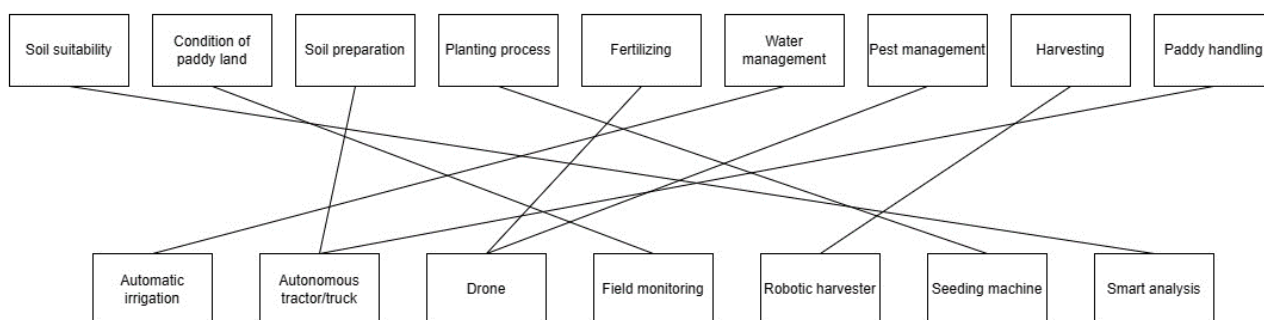 Soil suitability
Condition of
paddy land
Soil preparation
Planting process
Fertilizing
Water
management
Pest management
Harvesting
Paddy handling
Automatic
irrigation
Autonomous
tractor/truck
Drone
Field monitoring
Robotic harvester
Seeding machine
Smart analysis